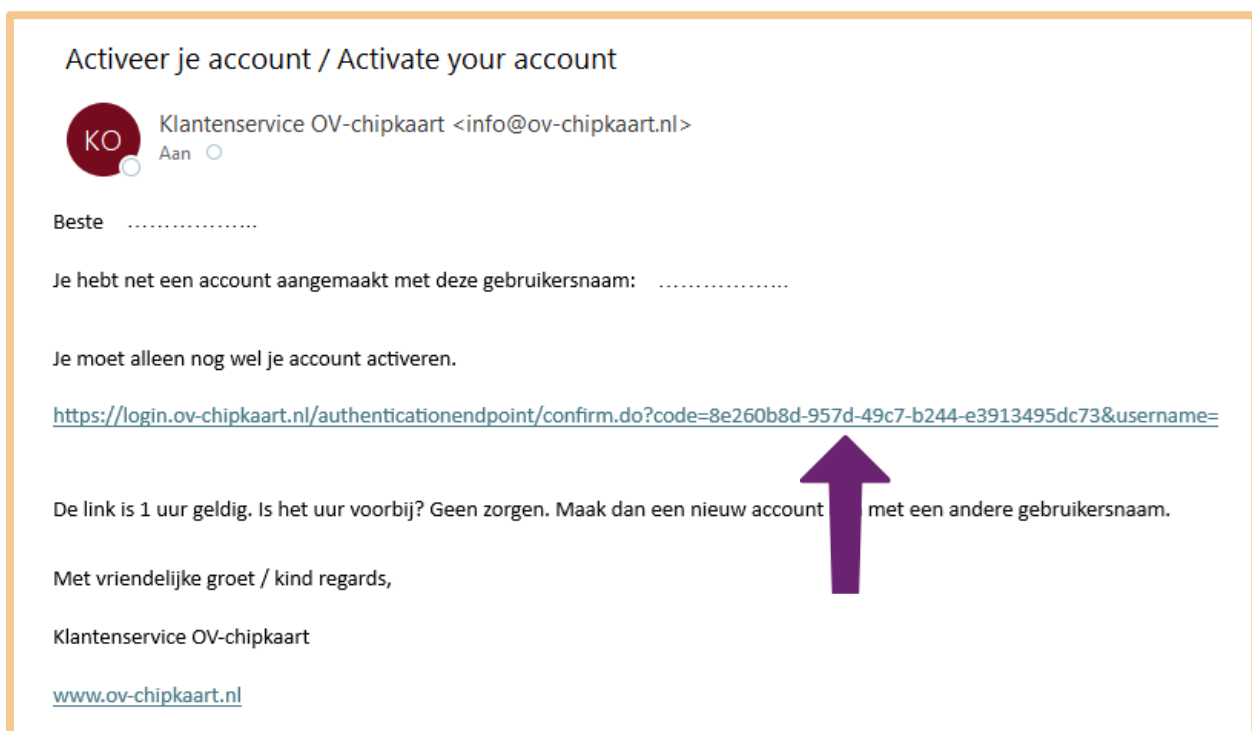 Activeer je account / Activate your account
KO
Klantenservice OV-chipkaart <info@ov-chipkaart.nl>
Aan
Beste ………………
Je hebt net een account aangemaakt met deze gebruikersnaam: ………………
Je moet alleen nog wel je account activeren.
https://login.ov-chipkaart.nl/authenticationendpoint/confirm.do?code=8e260b8d-957d-49c7-b244-e3913495dc73&username=
De link is 1 uur geldig. Is het uur voorbij? Geen zorgen. Maak dan een nieuw account met een andere gebruikersnaam.
Met vriendelijke groet / kind regards,
Klantenservice OV-chipkaart
www.ov-chipkaart.nl